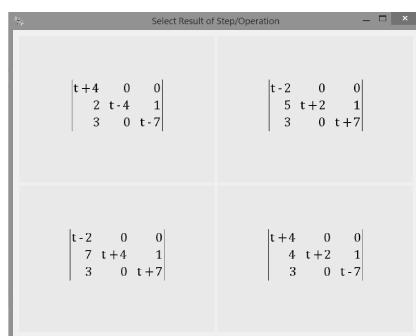 Select Result of Step/Operation
|t+4 0 0|
|2 t-4 1|
|3 0 t-7|
|t-2 0 0|
|5 t+2 1|
|3 0 t+7|
|t-2 0 0|
|7 t+4 1|
|3 0 t+7|
|t+4 0 0|
|4 t+2 1|
|3 0 t-7|